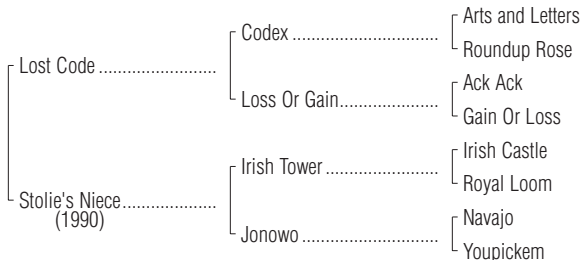 Arts and Letters
Codex ........................................
Roundup Rose
Lost Code ................................
Ack Ack
Loss Or Gain...........................
Gain Or Loss
Irish Castle
Irish Tower ...............................
Royal Loom
Stolie's Niece.........................
(1990)
Navajo
Jonowo .....................................
Youpickem